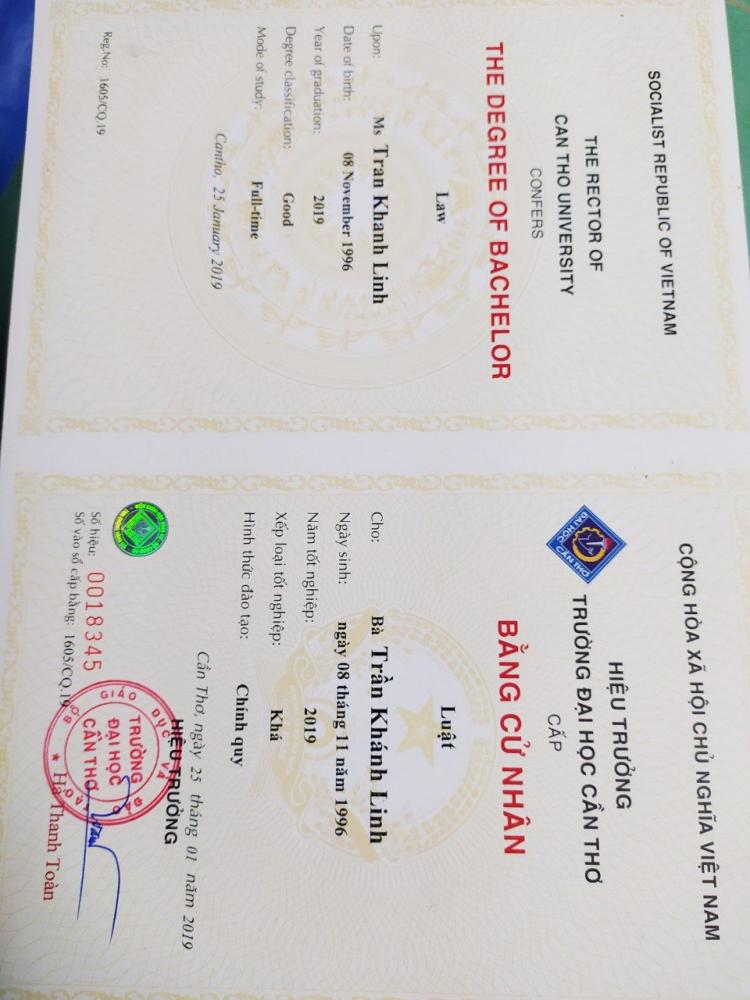 SOCIALIST REPUBLIC OF VIETNAM
THE RECTOR OF
CAN THO UNIVERSITY
CONFERS
THE DEGREE OF BACHELOR
Law
Upon: Ms Tran Khanh Linh
Date of birth: 08 November 1996
Year of graduation: 2019
Degree classification: Good
Mode of study: Full-time
Cantho, 25 January 2019
Reg.No: 1605/CQ.19
CỘNG HÒA XÃ HỘI CHỦ NGHĨA VIỆT NAM
HIỆU TRƯỞNG
TRƯỜNG ĐẠI HỌC CẦN THƠ
CẤP
ĐẠI HỌC CẦN THƠ
BẰNG CỬ NHÂN
Luật
Cho: Bà Trần Khánh Linh
Ngày sinh: ngày 08 tháng 11 năm 1996
Năm tốt nghiệp: 2019
Xếp loại tốt nghiệp: Khá
Hình thức đào tạo: Chính quy
Cần Thơ, ngày 25 tháng 01 năm 2019
HIỆU TRƯỞNG
BỘ GIÁO DỤC VÀ
TRƯỜNG
ĐẠI HỌC
CẦN THƠ
Số hiệu: 0018345
Số vào sổ cấp bằng: 1605/CQ.19
Hà Thanh Toàn